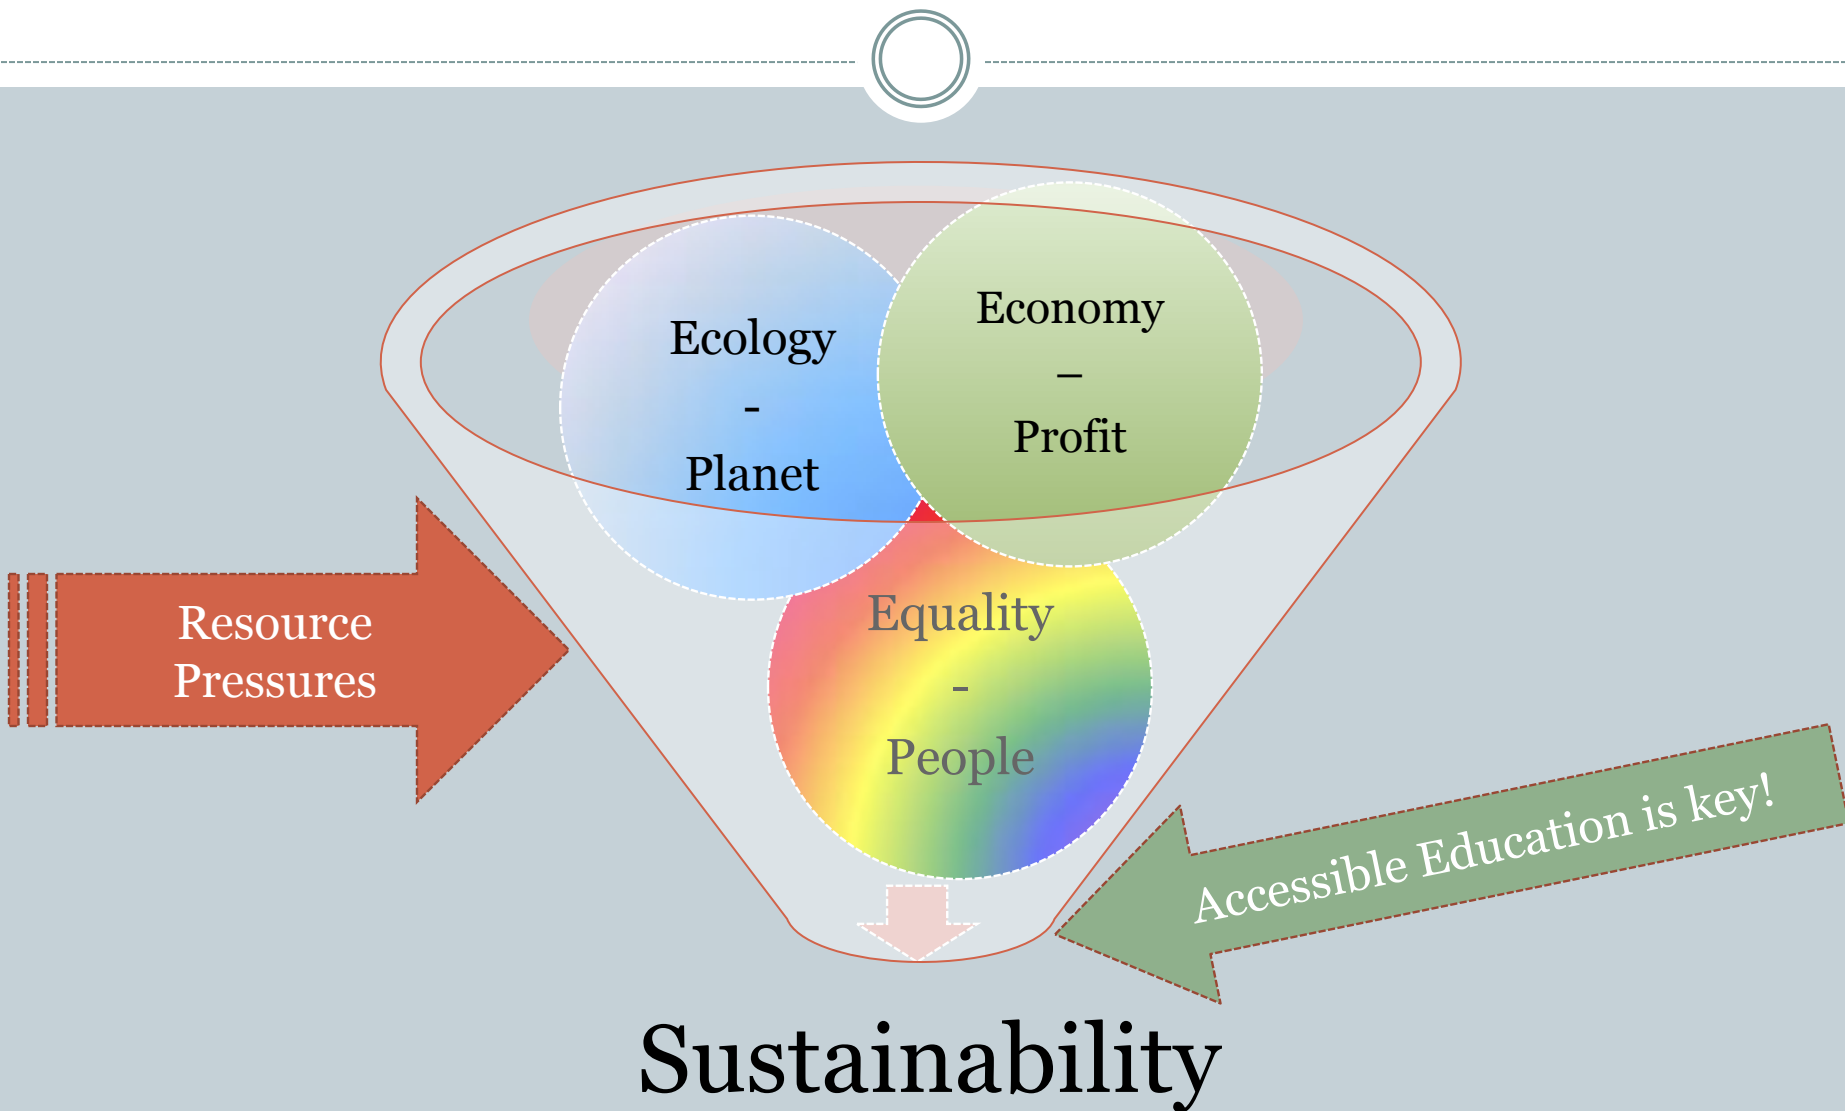 Ecology
-
Planet
Economy
–
Profit
Equality
-
People
Resource
Pressures
Accessible Education is key!
Sustainability